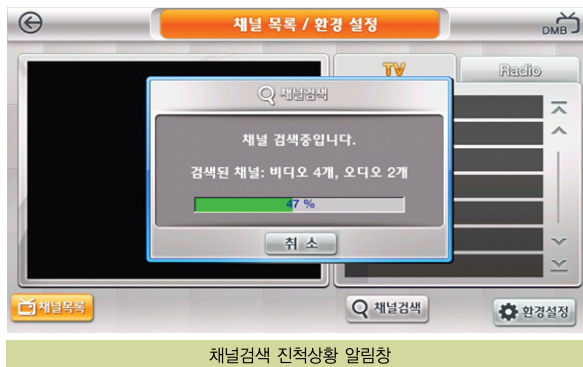 채널 목록 / 환경 설정
DMB
TV
Radio
채널검색
채널 검색중입니다.
검색된 채널: 비디오 4개, 오디오 2개
47 %
취 소
채널목록
채널검색
환경설정
채널검색 진척상황 알림창